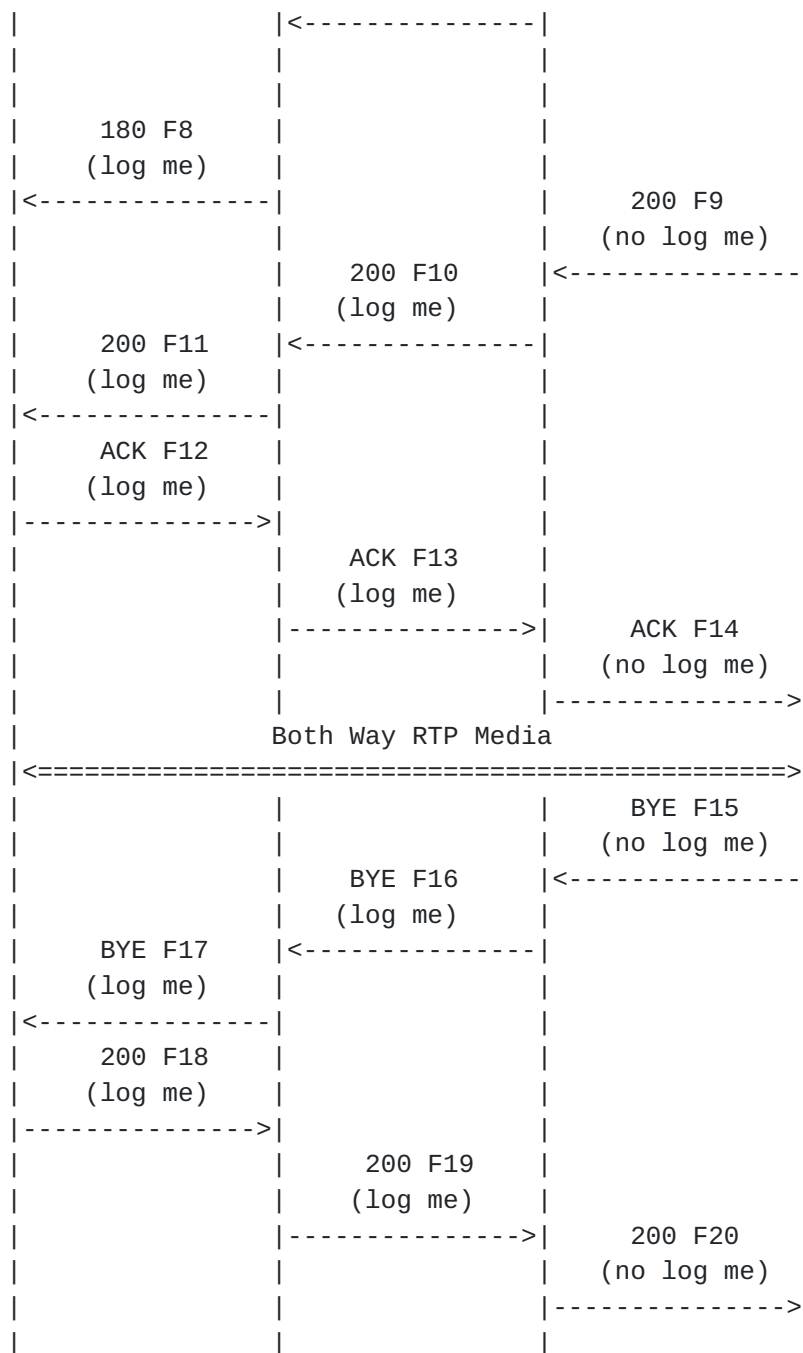 |                |<---------------|
|                |                |
|                |                |
|                |                |
|     180 F8     |                |
|    (log me)    |                |
|<---------------|                |     200 F9
|                |                |   (no log me)
|                |    200 F10     |<---------------
|                |   (log me)     |
|     200 F11    |<---------------|
|    (log me)    |                |
|<---------------|                |
|     ACK F12    |                |
|    (log me)    |                |
|--------------->|                |
|                |    ACK F13     |
|                |   (log me)     |
|                |--------------->|     ACK F14
|                |                |   (no log me)
|                |                |--------------->
|                Both Way RTP Media
|<================================================>
|                |                |     BYE F15
|                |                |   (no log me)
|                |    BYE F16     |<---------------
|                |   (log me)     |
|     BYE F17    |<---------------|
|    (log me)    |                |
|<---------------|                |
|     200 F18    |                |
|    (log me)    |                |
|--------------->|                |
|                |     200 F19    |
|                |    (log me)    |
|                |--------------->|     200 F20
|                |                |   (no log me)
|                |                |--------------->
|                |                |